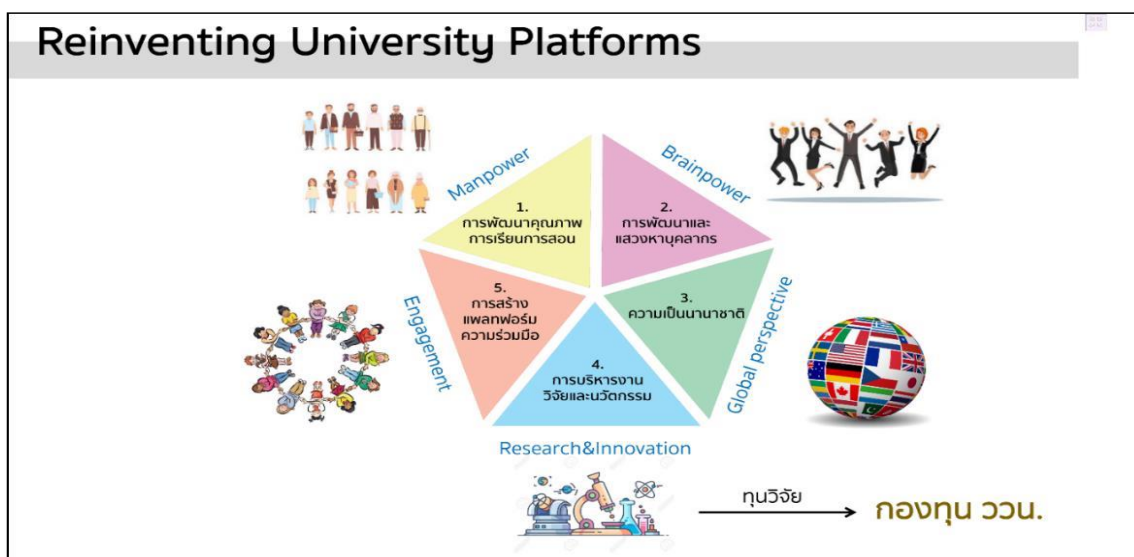 Reinventing University Platforms
Manpower
Brainpower
1.
การพัฒนาคุณภาพ
การเรียนการสอน
2.
การพัฒนาและ
แสวงหาบุคลากร
Engagement
5.
การสร้าง
แพลทฟอร์ม
ความร่วมมือ
3.
ความเป็นนานาชาติ
Global perspective
4.
การบริหารงาน
วิจัยและนวัตกรรม
Research&Innovation
ทุนวิจัย
กองทุน ววน.